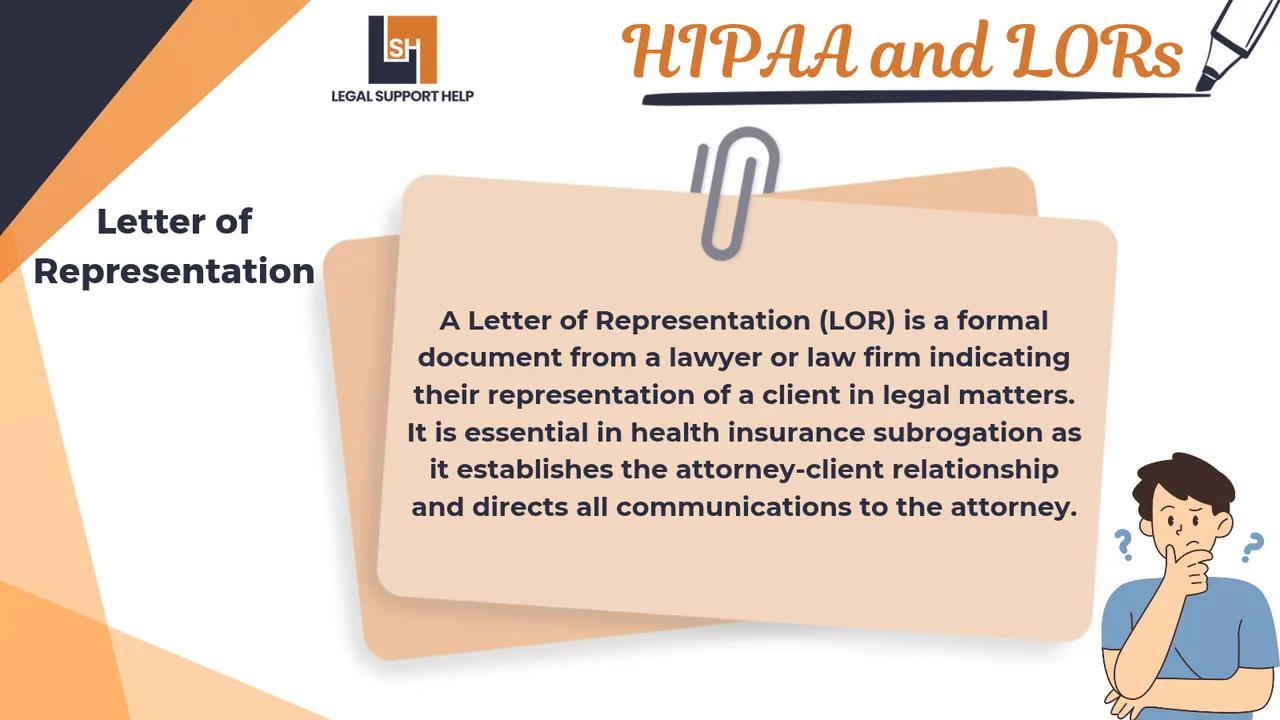 LSH
LEGAL SUPPORT HELP
HIPAA and LORs
Letter of
Representation
A Letter of Representation (LOR) is a formal
document from a lawyer or law firm indicating
their representation of a client in legal matters.
It is essential in health insurance subrogation as
it establishes the attorney-client relationship
and directs all communications to the attorney.
? ?